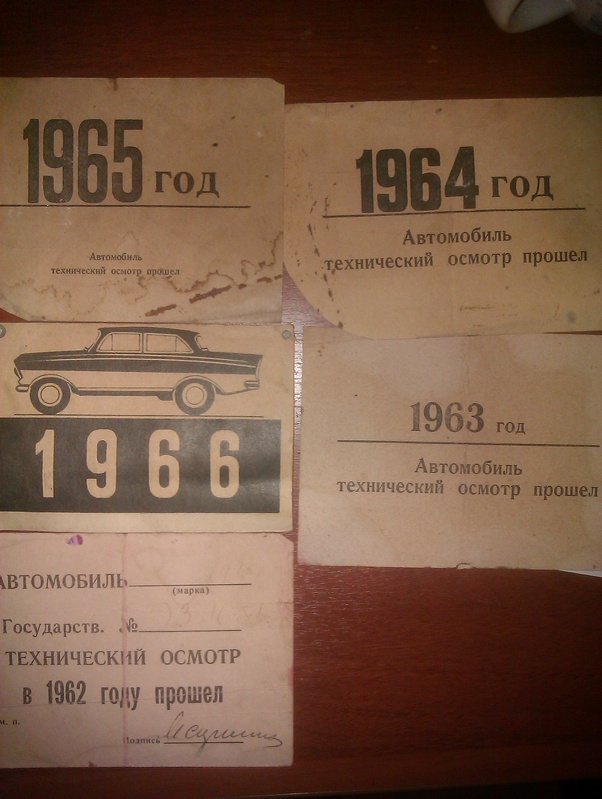 1965 год
Автомобиль
технический осмотр прошел
1964 год
Автомобиль
технический осмотр прошел
1966
1963 год
Автомобиль
технический осмотр прошел
АВТОМОБИЛЬ
(марка)
Государств. №
ТЕХНИЧЕСКИЙ ОСМОТР
в 1962 году прошел
м. п.
Подпись